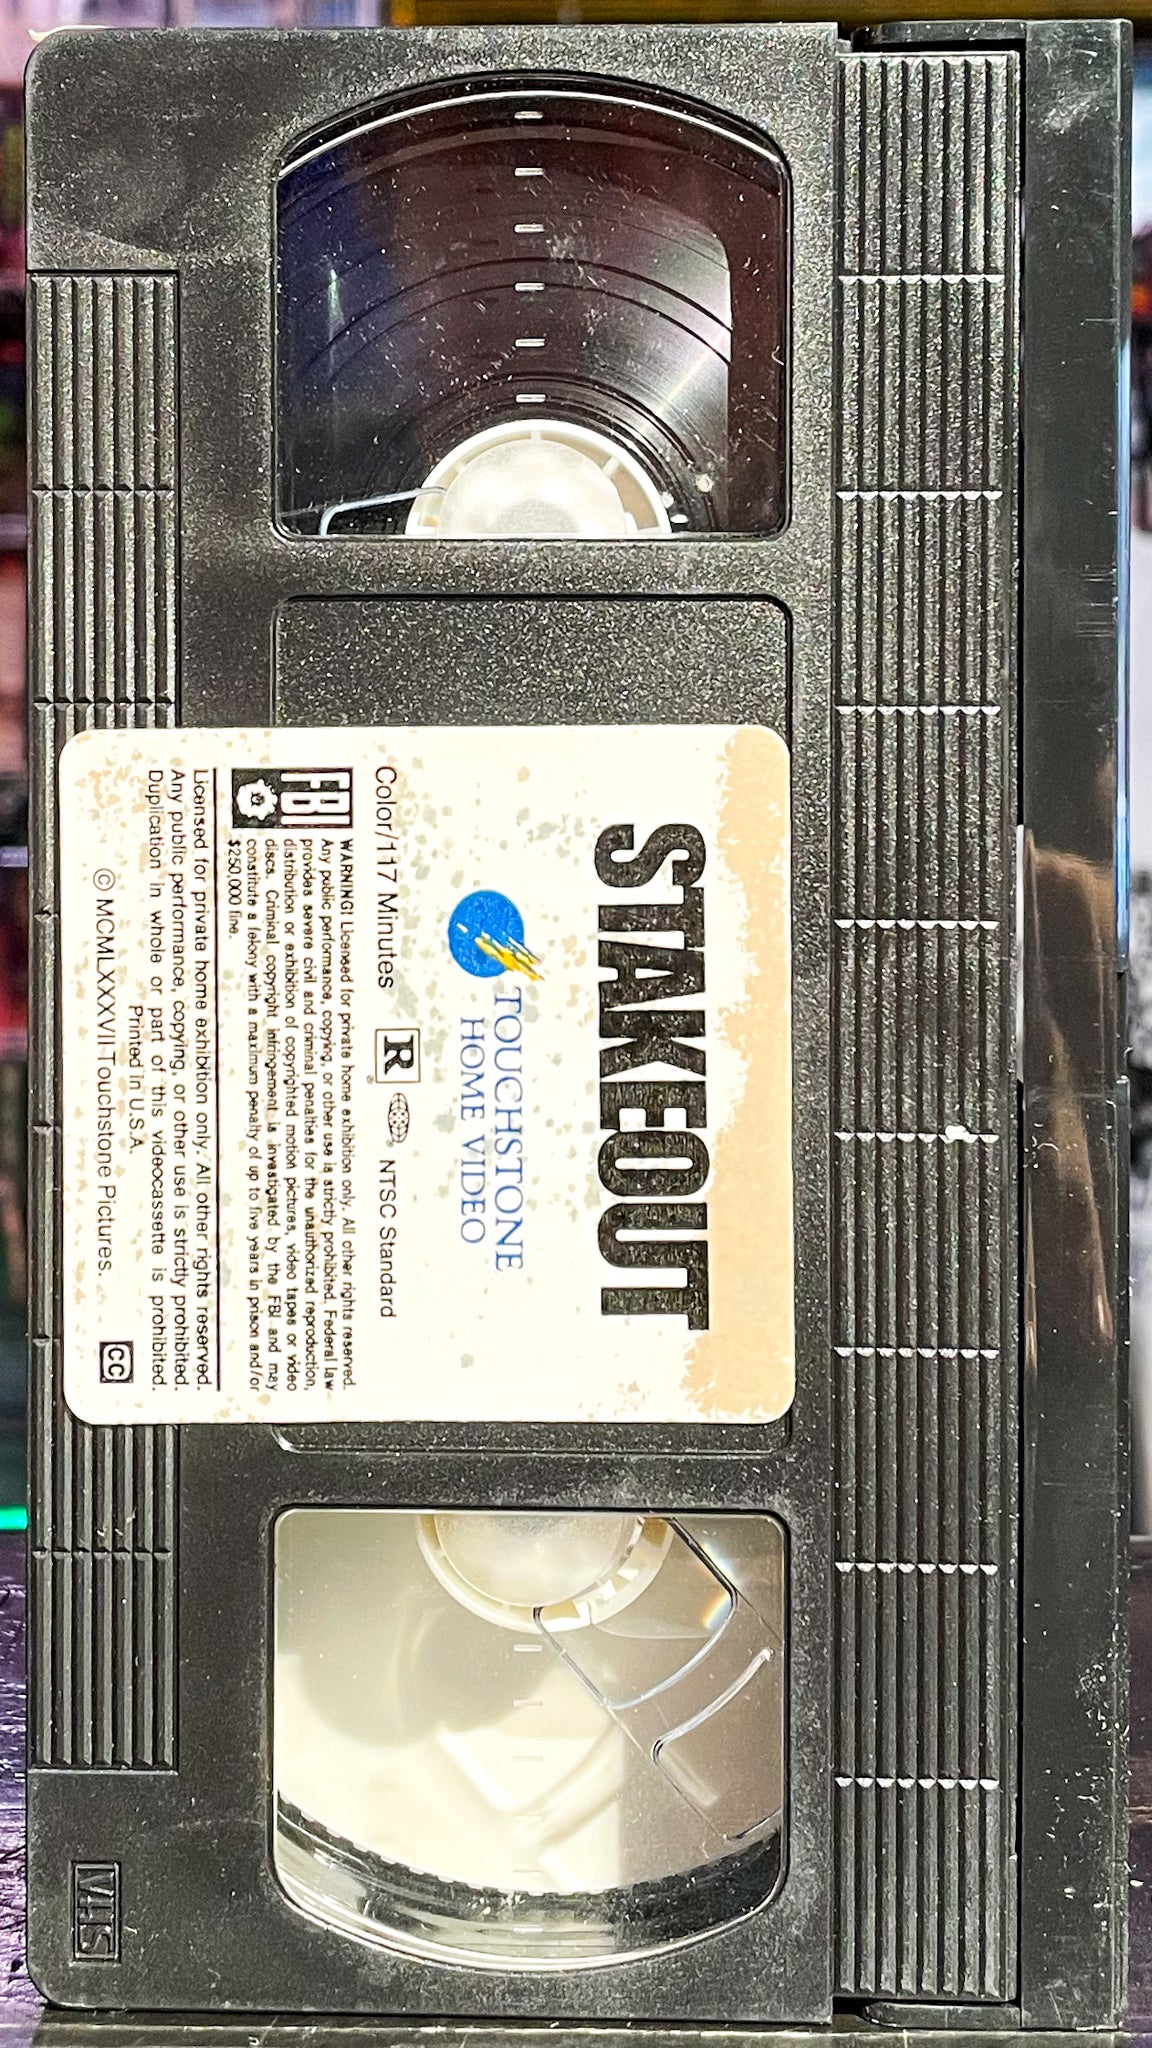 STAKEOUT
TOUCHSTONE
HOME VIDEO
Color/117 Minutes R ® NTSC Standard
FBI
WARNING! Licensed for private home exhibition only. All other rights reserved.
Any public performance, copying, or other use is strictly prohibited. Federal law
provides severe civil and criminal penalties for the unauthorized reproduction,
distribution or exhibition of copyrighted motion pictures, video tapes or video
discs. Criminal copyright infringement is investigated by the FBI and may
constitute a felony with a maximum penalty of up to five years in prison and/or
$250,000 fine.
Licensed for private home exhibition only. All other rights reserved.
Any public performance, copying, or other use is strictly prohibited.
Duplication in whole or part of this videocassette is prohibited.
Printed in U.S.A.
© MCMLXXXVII Touchstone Pictures.
CC
VHS